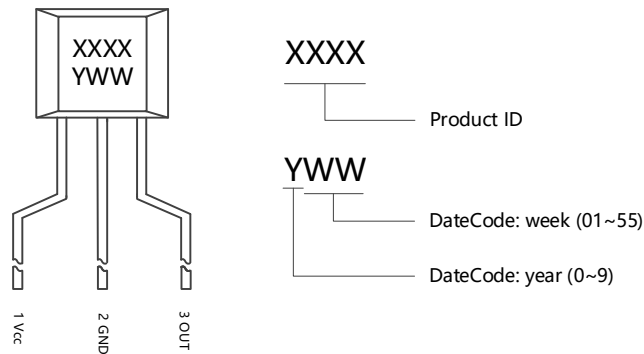 XXXX
YWW
1 Vcc
2 GND
3 OUT
XXXX
Product ID
YWW
DateCode: week (01~55)
DateCode: year (0~9)